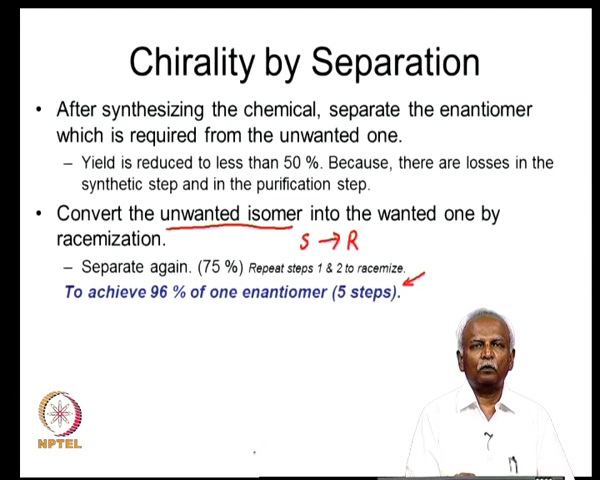 Chirality by Separation
• After synthesizing the chemical, separate the enantiomer
which is required from the unwanted one.
– Yield is reduced to less than 50 %. Because, there are losses in the
synthetic step and in the purification step.
• Convert the unwanted isomer into the wanted one by
racemization.
S → R
– Separate again. (75 %) Repeat steps 1 & 2 to racemize.
To achieve 96 % of one enantiomer (5 steps).
NPTEL